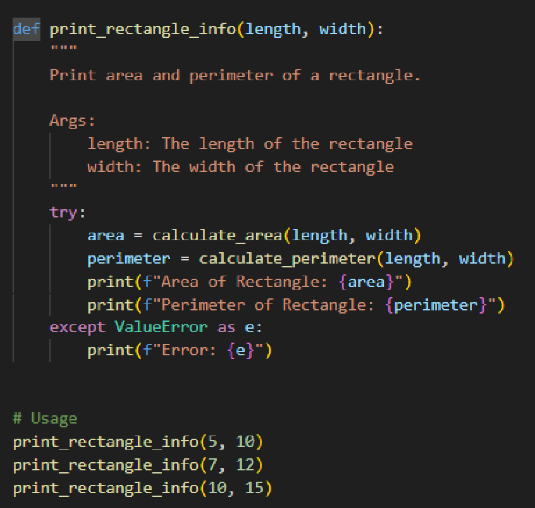 def print_rectangle_info(length, width):
    """
    Print area and perimeter of a rectangle.

    Args:
        length: The length of the rectangle
        width: The width of the rectangle
    """
    try:
        area = calculate_area(length, width)
        perimeter = calculate_perimeter(length, width)
        print(f"Area of Rectangle: {area}")
        print(f"Perimeter of Rectangle: {perimeter}")
    except ValueError as e:
        print(f"Error: {e}")


# Usage
print_rectangle_info(5, 10)
print_rectangle_info(7, 12)
print_rectangle_info(10, 15)